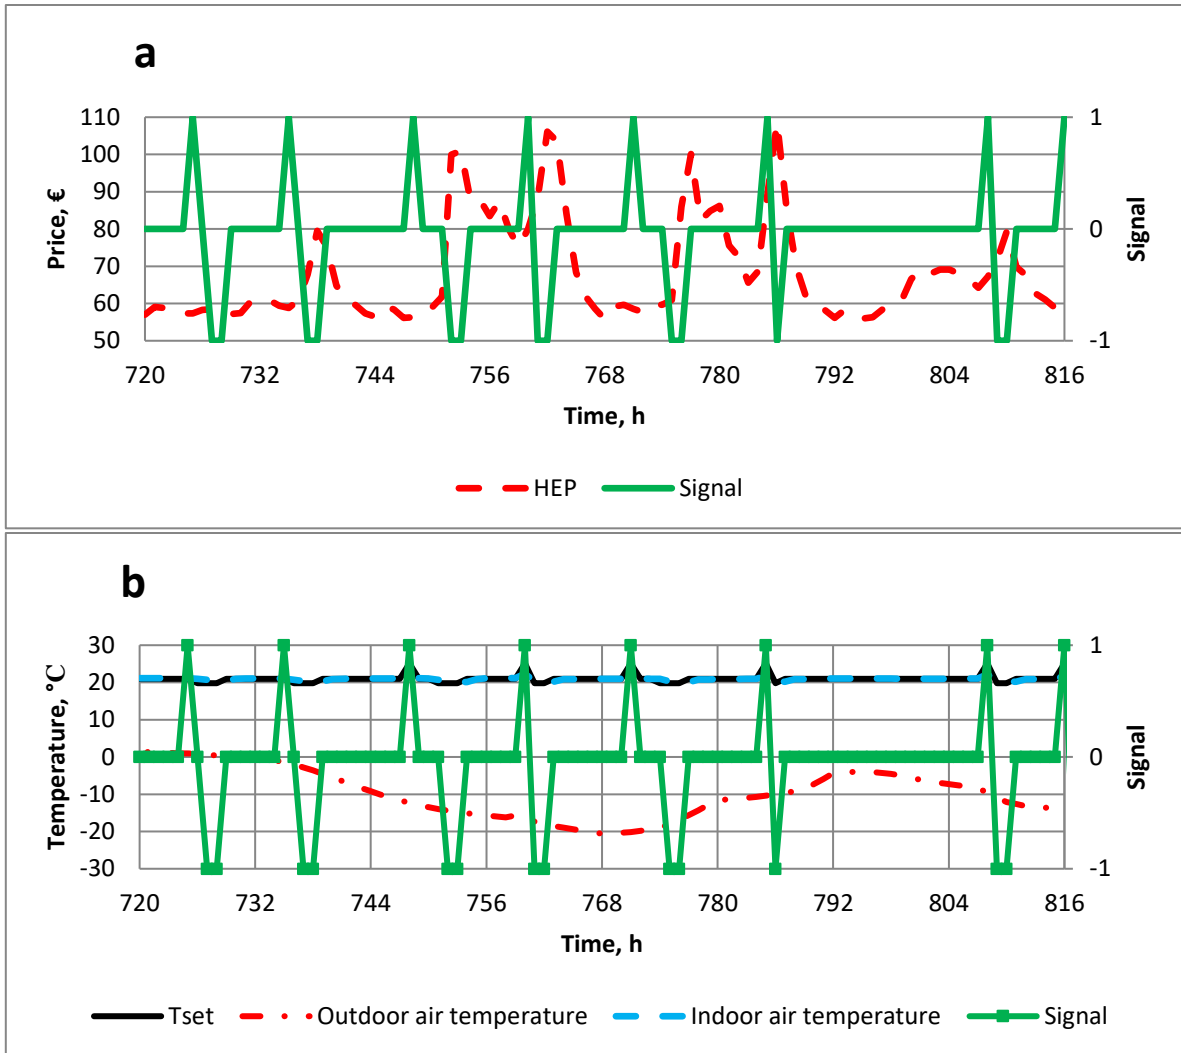 a
110
100
90
80
70
60
50
Price, €
1
0
-1
Signal
720 732 744 756 768 780 792 804 816
Time, h
HEP Signal
b
30
20
10
0
-10
-20
-30
Temperature, °C
1
0
-1
Signal
720 732 744 756 768 780 792 804 816
Time, h
Tset Outdoor air temperature Indoor air temperature Signal